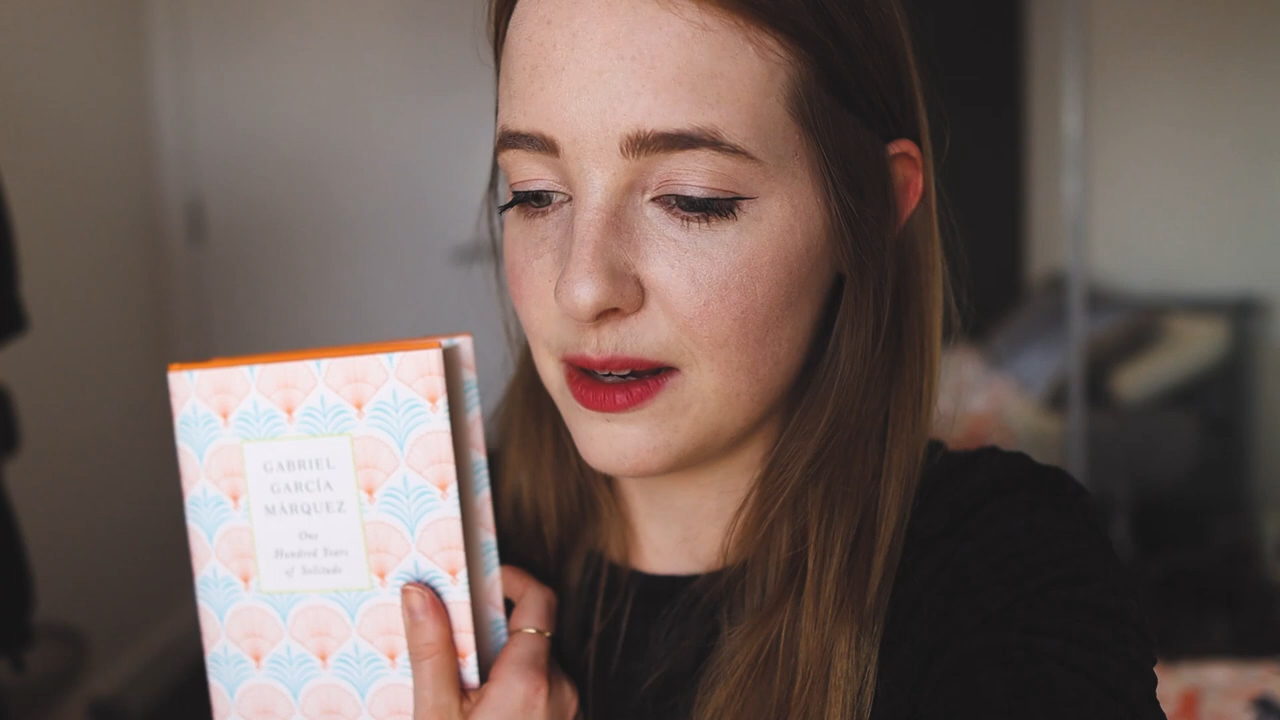 GABRIEL
GARCÍA
MÁRQUEZ
One
Hundred Years
of Solitude